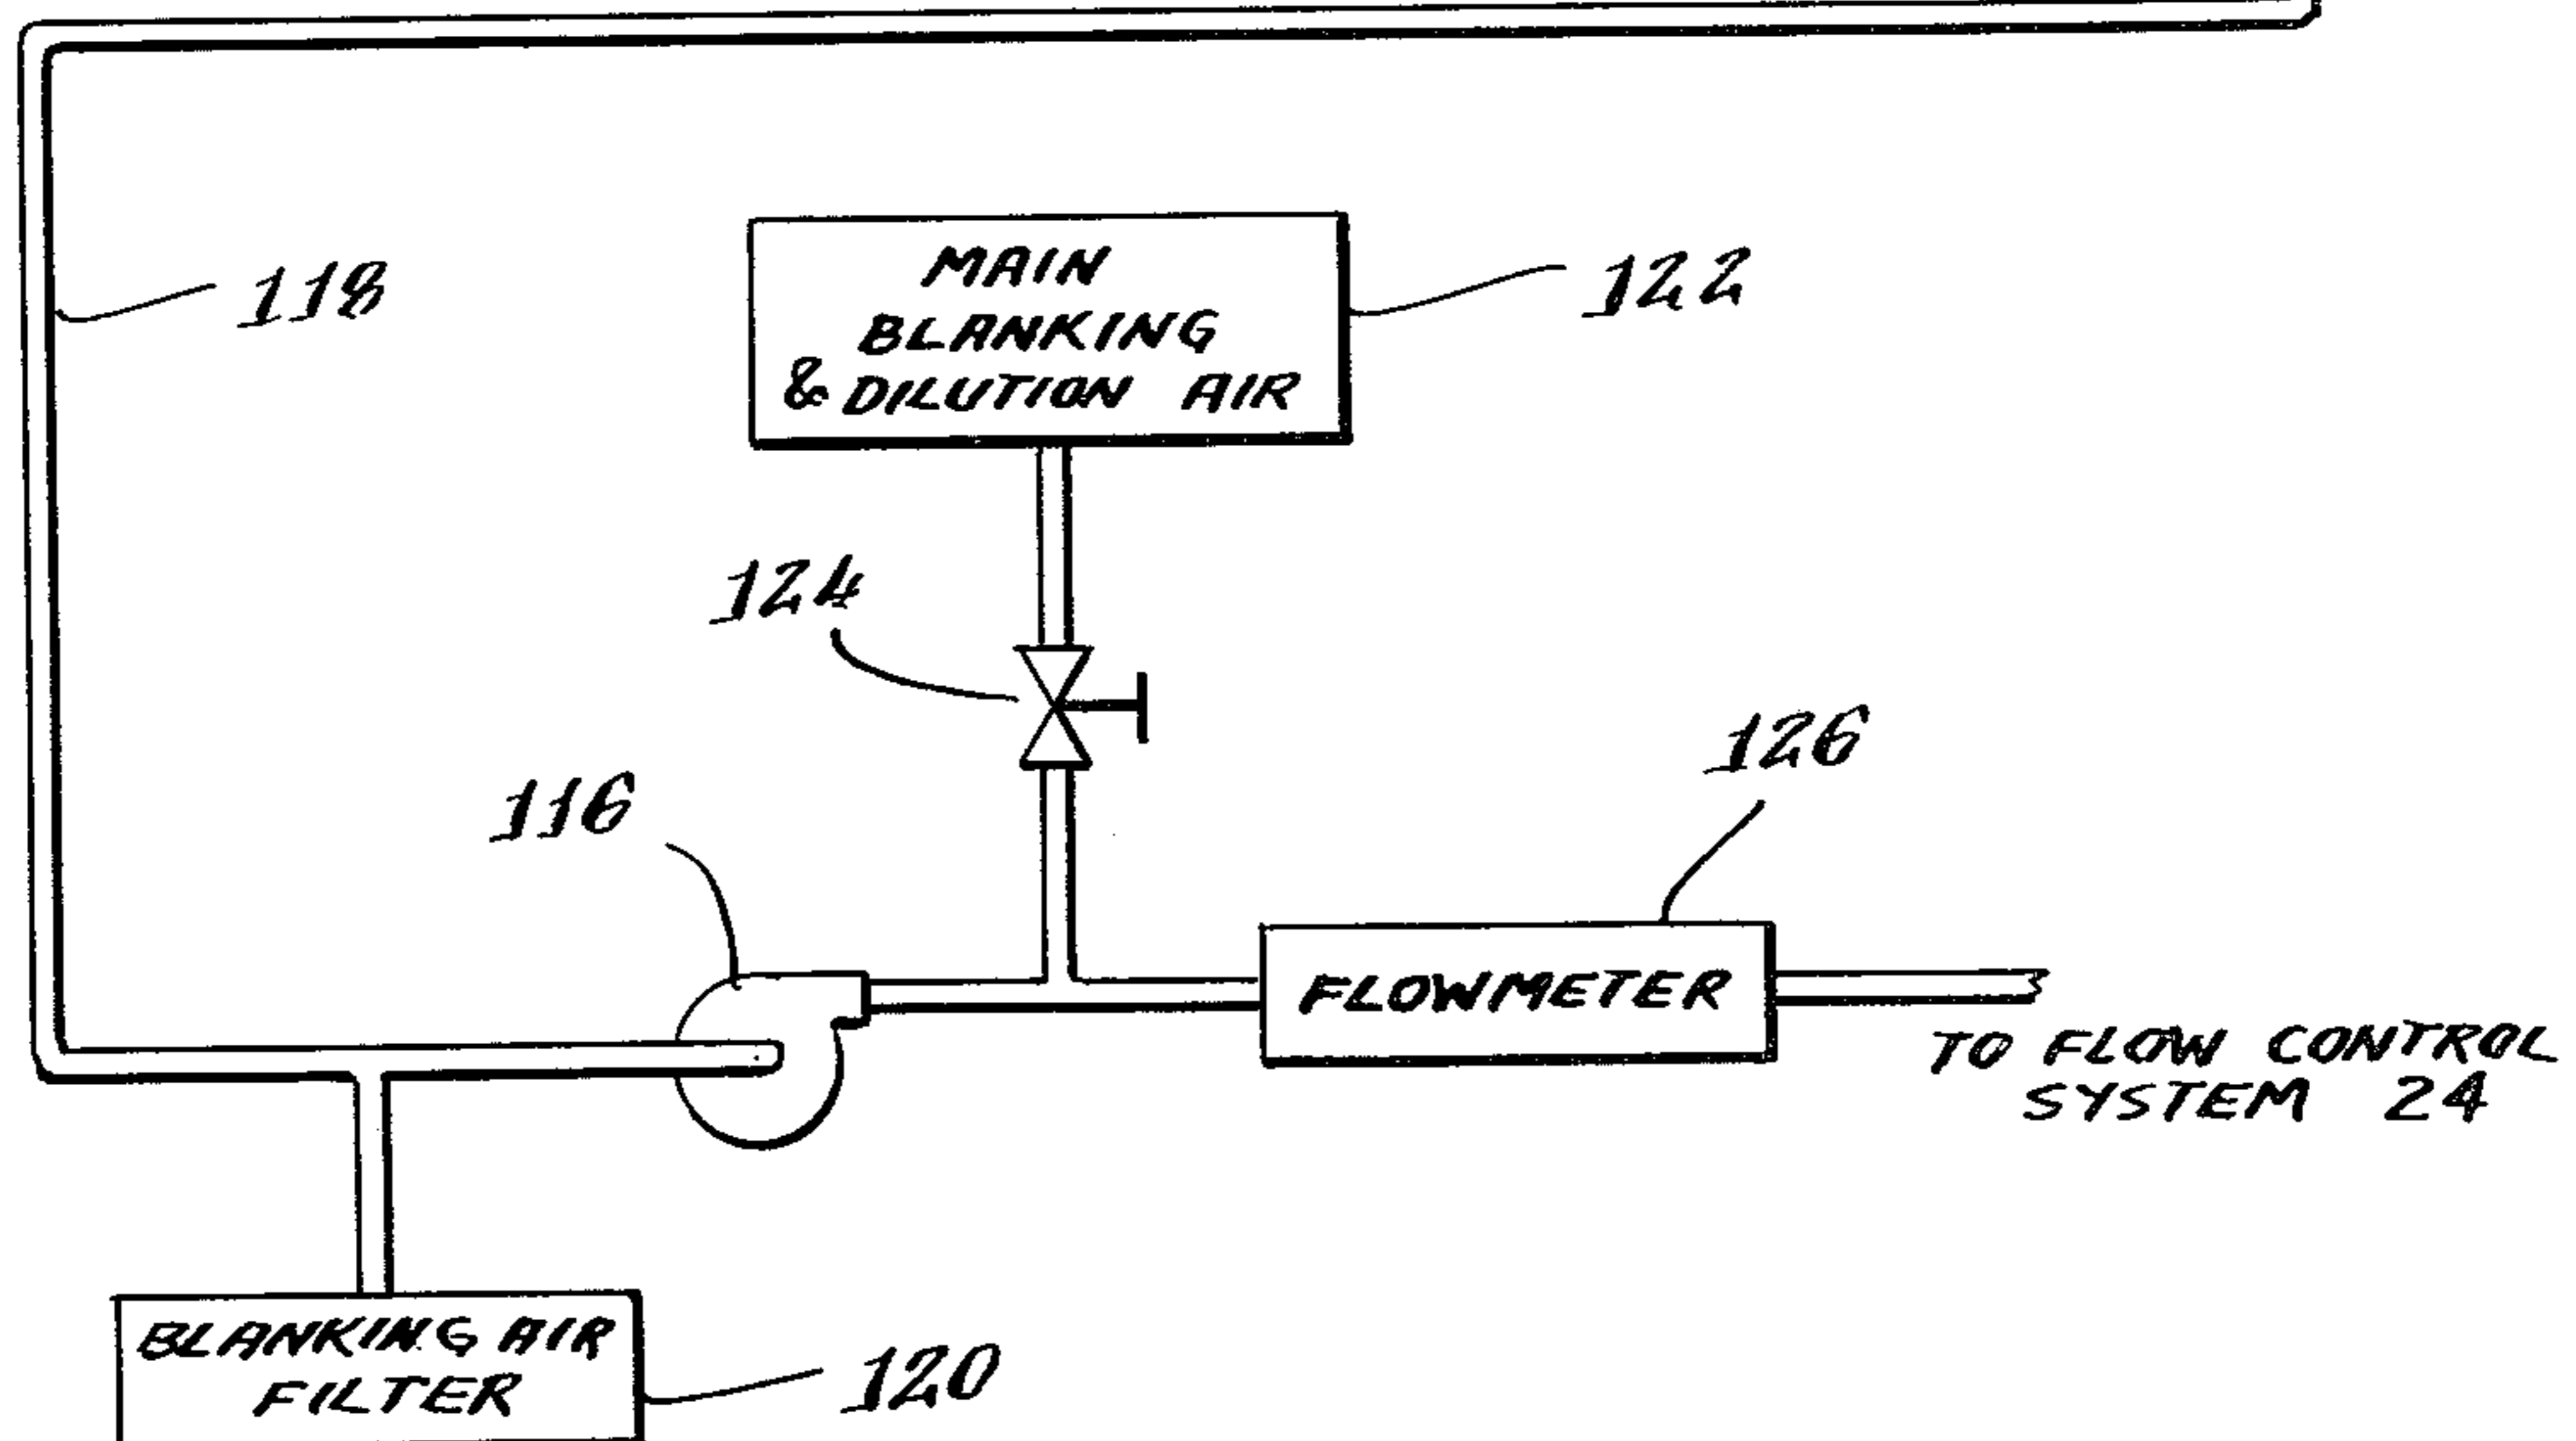 118
MAIN
BLANKING
& DILUTION AIR
122
124
116
126
FLOWMETER
TO FLOW CONTROL
SYSTEM 24
BLANKING AIR
FILTER
120